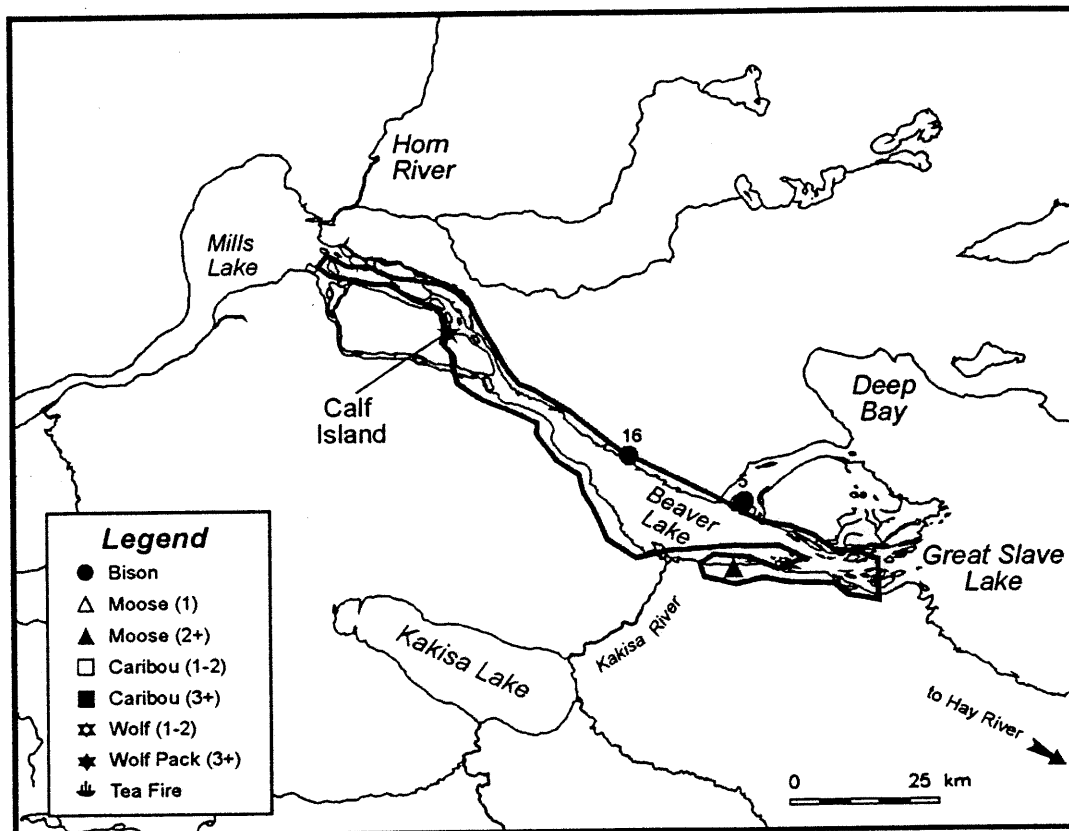 Horn
River
Mills
Lake
Calf
Island
Deep
Bay
16
5
Beaver
Lake
Great Slave
Lake
Kakisa River
Kakisa Lake
to Hay River
0 25 km
Legend
Bison
Moose (1)
Moose (2+)
Caribou (1-2)
Caribou (3+)
Wolf (1-2)
Wolf Pack (3+)
Tea Fire